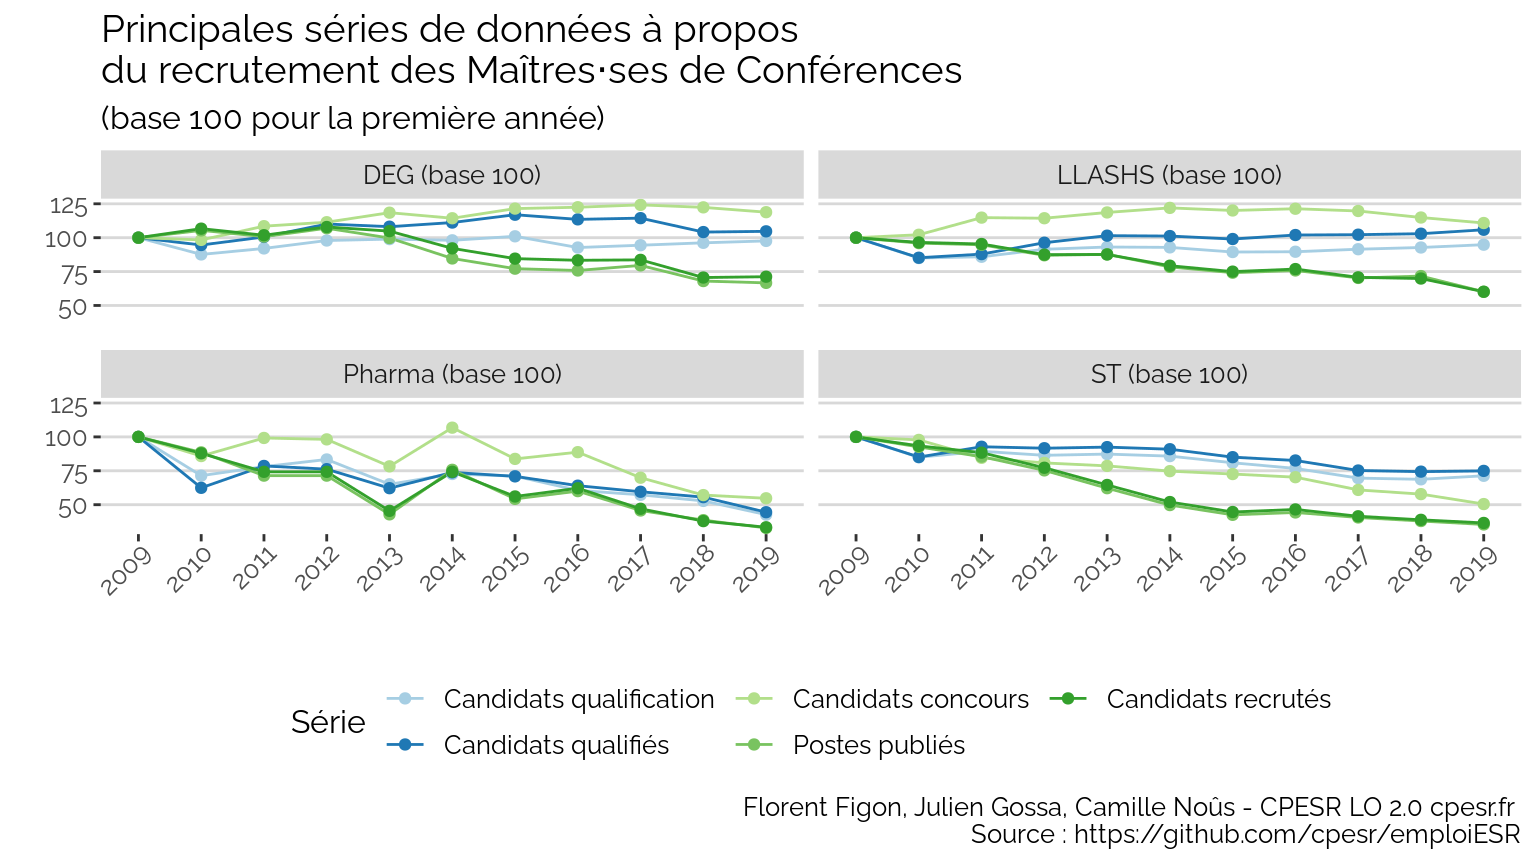 Principales séries de données à propos
du recrutement des Maîtres·ses de Conférences
(base 100 pour la première année)
DEG (base 100)
LLASHS (base 100)
125
100
75
50
Pharma (base 100)
ST (base 100)
125
100
75
50
2009 2010 2011 2012 2013 2014 2015 2016 2017 2018 2019
2009 2010 2011 2012 2013 2014 2015 2016 2017 2018 2019
Série
Candidats qualification
Candidats concours
Candidats recrutés
Candidats qualifiés
Postes publiés
Florent Figon, Julien Gossa, Camille Noûs - CPESR LO 2.0 cpesr.fr
Source : https://github.com/cpesr/emploiESR